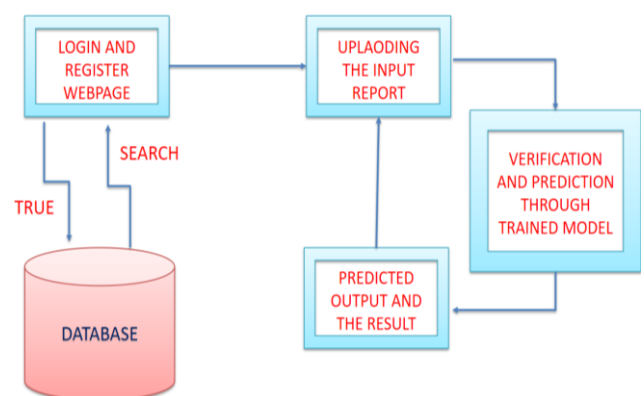 LOGIN AND
REGISTER
WEBPAGE
UPLAODING
THE INPUT
REPORT
SEARCH
TRUE
VERIFICATION
AND PREDICTION
THROUGH
TRAINED MODEL
PREDICTED
OUTPUT AND
THE RESULT
DATABASE